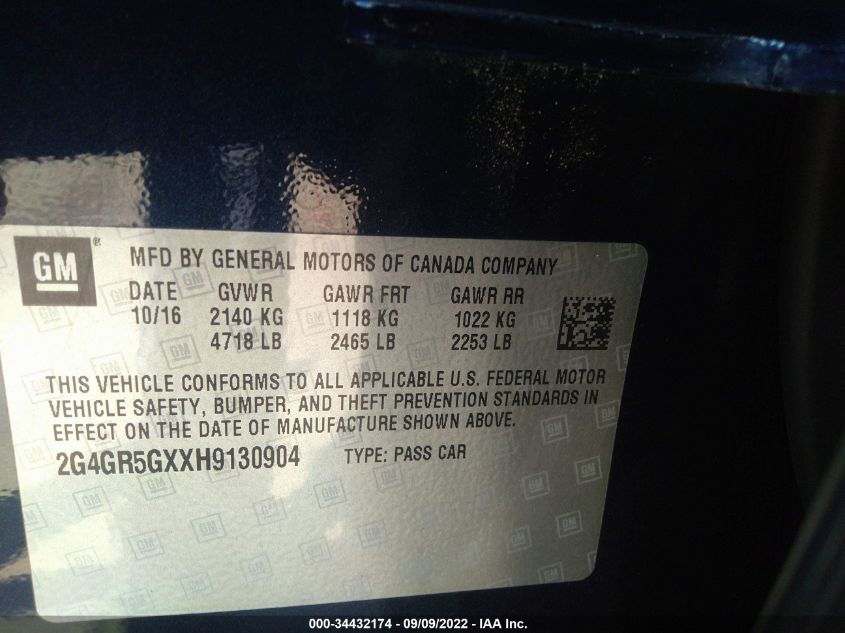 GM ® MFD BY GENERAL MOTORS OF CANADA COMPANY
DATE GVWR GAWR FRT GAWR RR
10/16 2140 KG 1118 KG 1022 KG
4718 LB 2465 LB 2253 LB
THIS VEHICLE CONFORMS TO ALL APPLICABLE U.S. FEDERAL MOTOR
VEHICLE SAFETY, BUMPER, AND THEFT PREVENTION STANDARDS IN
EFFECT ON THE DATE OF MANUFACTURE SHOWN ABOVE.
2G4GR5GXXH9130904 TYPE: PASS CAR
000-34432174 - 09/09/2022 - IAA Inc.